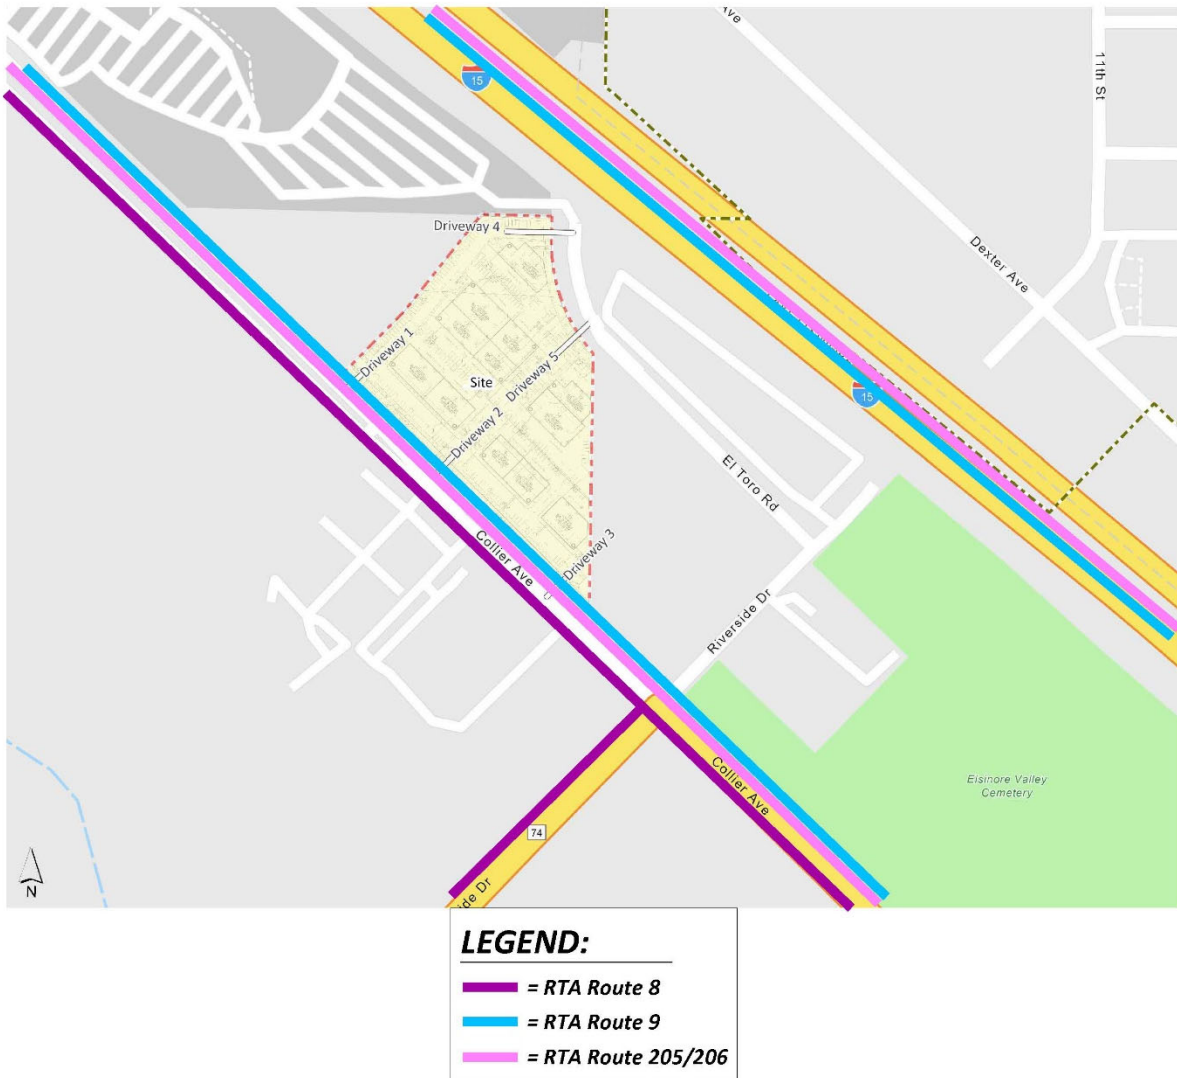 Ave
11th St
15
Driveway 4
Dexter Ave
Driveway 1
Site
Driveway 5
15
Driveway 2
El Toro Rd
Collier Ave
Driveway 3
Riverside Dr
Collier Ave
Elsinore Valley
Cemetery
74
side Dr
N
LEGEND:
= RTA Route 8
= RTA Route 9
= RTA Route 205/206